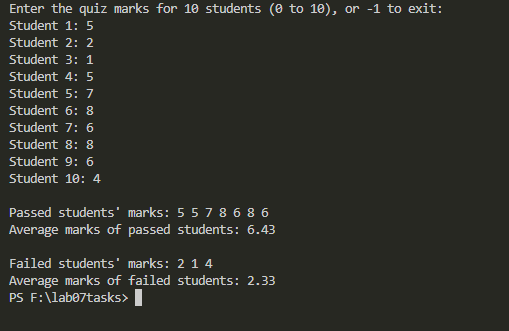 Enter the quiz marks for 10 students (0 to 10), or -1 to exit:
Student 1: 5
Student 2: 2
Student 3: 1
Student 4: 5
Student 5: 7
Student 6: 8
Student 7: 6
Student 8: 8
Student 9: 6
Student 10: 4
Passed students' marks: 5 5 7 8 6 8 6
Average marks of passed students: 6.43
Failed students' marks: 2 1 4
Average marks of failed students: 2.33
PS F:\lab07tasks>